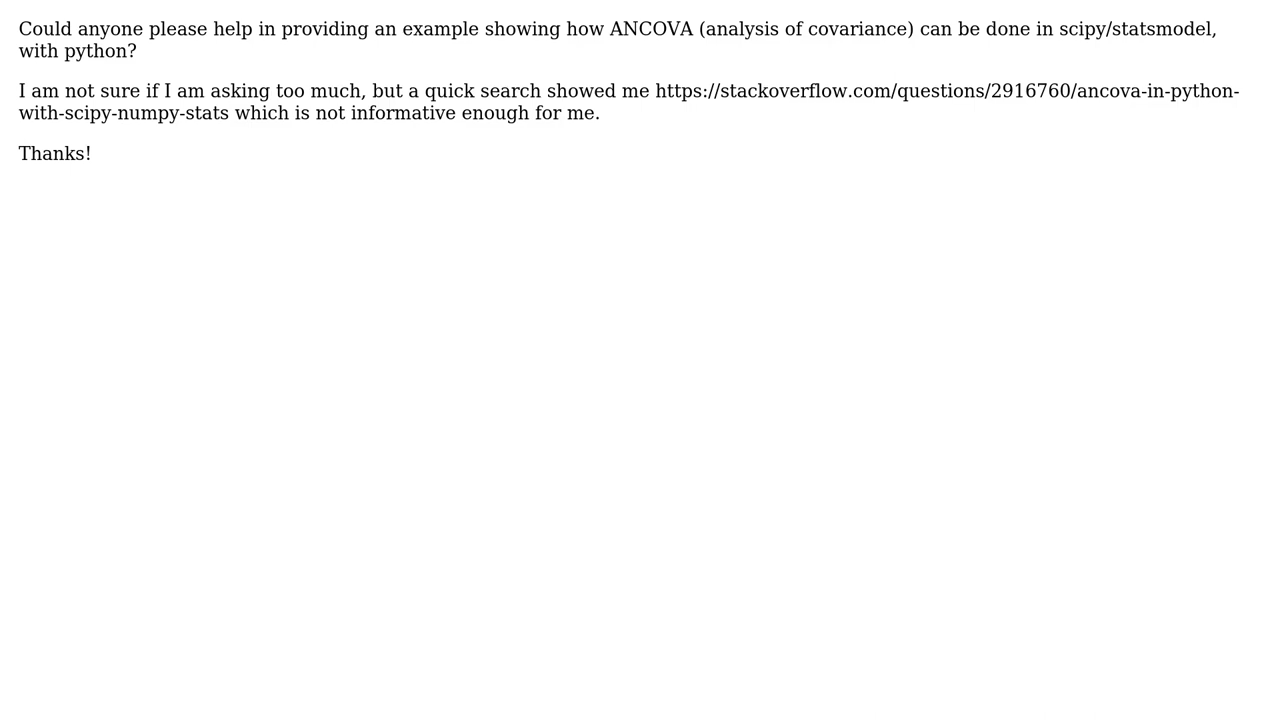 Could anyone please help in providing an example showing how ANCOVA (analysis of covariance) can be done in scipy/statsmodel,
with python?
I am not sure if I am asking too much, but a quick search showed me https://stackoverflow.com/questions/2916760/ancova-in-python-
with-scipy-numpy-stats which is not informative enough for me.
Thanks!